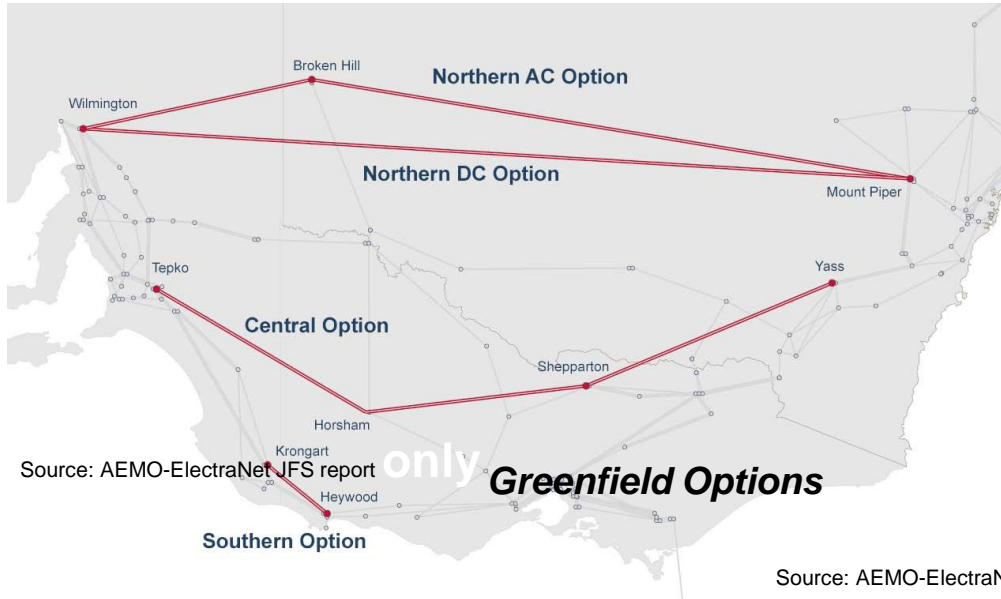 Broken Hill
Northern AC Option
Wilmington
Northern DC Option
Mount Piper
Tepko
Yass
Central Option
Shepparton
Horsham
Krongart
Source: AEMO-ElectraNet JFS report
only
Greenfield Options
Heywood
Southern Option
Source: AEMO-ElectraN